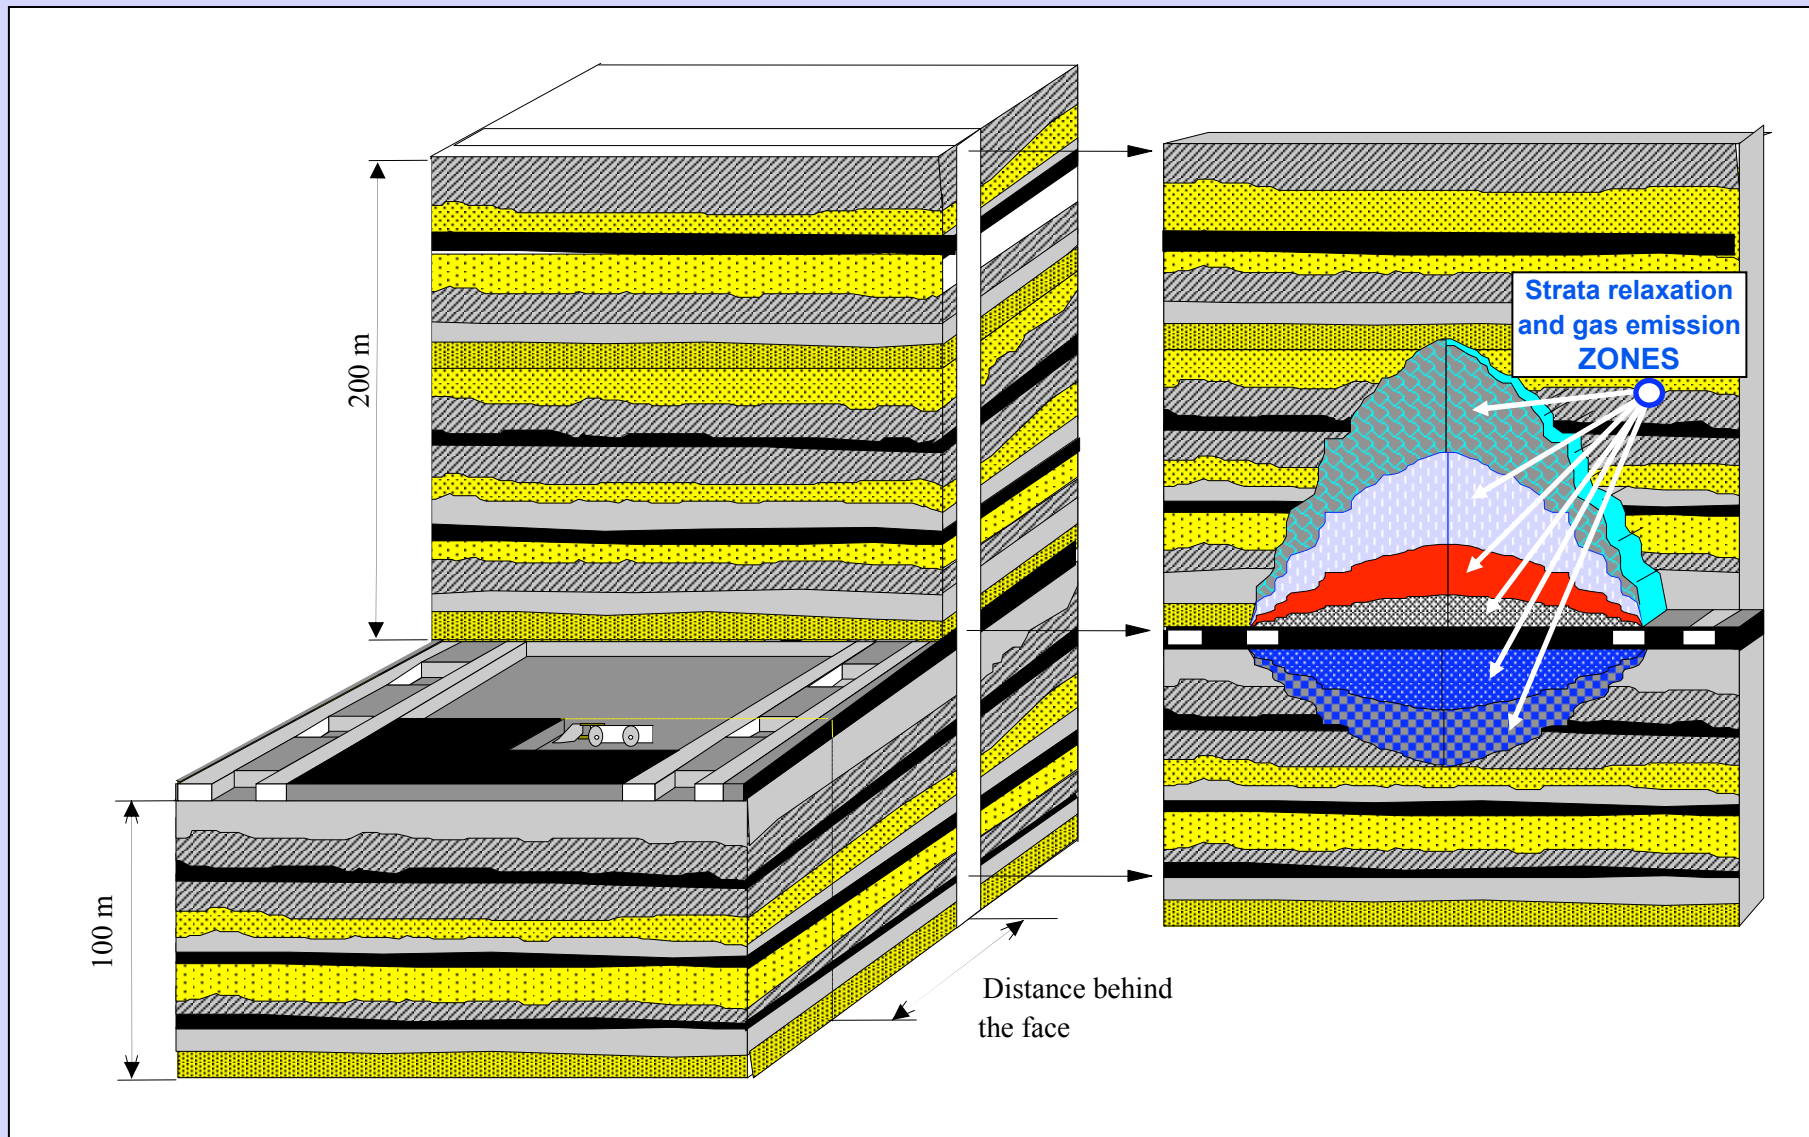 200 m
Strata relaxation
and gas emission
ZONES
100 m
Distance behind
the face